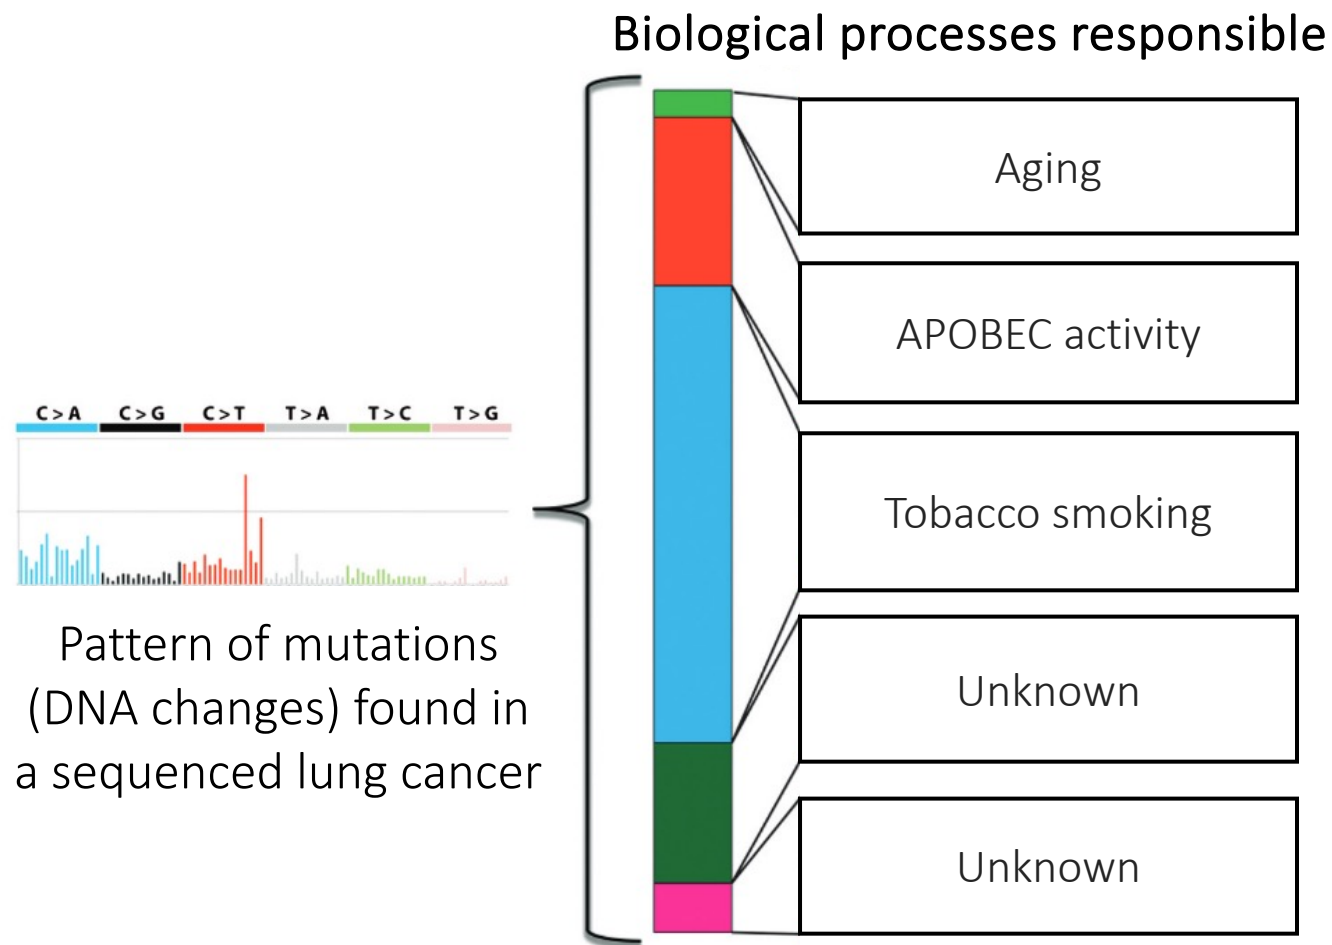 Biological processes responsible
Aging
APOBEC activity
Tobacco smoking
Unknown
Unknown
C > A C > G C > T T > A T > C T > G
Pattern of mutations
(DNA changes) found in
a sequenced lung cancer